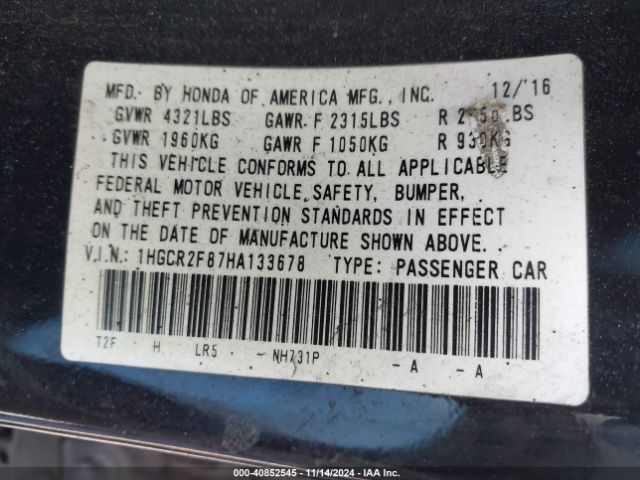 MFD. BY HONDA OF AMERICA MFG., INC. 12/'16
GVWR 4321LBS GAWR F 2315LBS R
GVWR 1960KG GAWR F 1050KG R 930KG
THIS VEHICLE CONFORMS TO ALL APPLICABLE
FEDERAL MOTOR VEHICLE SAFETY, BUMPER,
AND THEFT PREVENTION STANDARDS IN EFFECT
ON THE DATE OF MANUFACTURE SHOWN ABOVE.
V.I.N.: 1HGCR2F87HA133678 TYPE: PASSENGER CAR
T2F H LR5 - NH731P -A -A
000-40852545 - 11/14/2024 - IAA Inc.